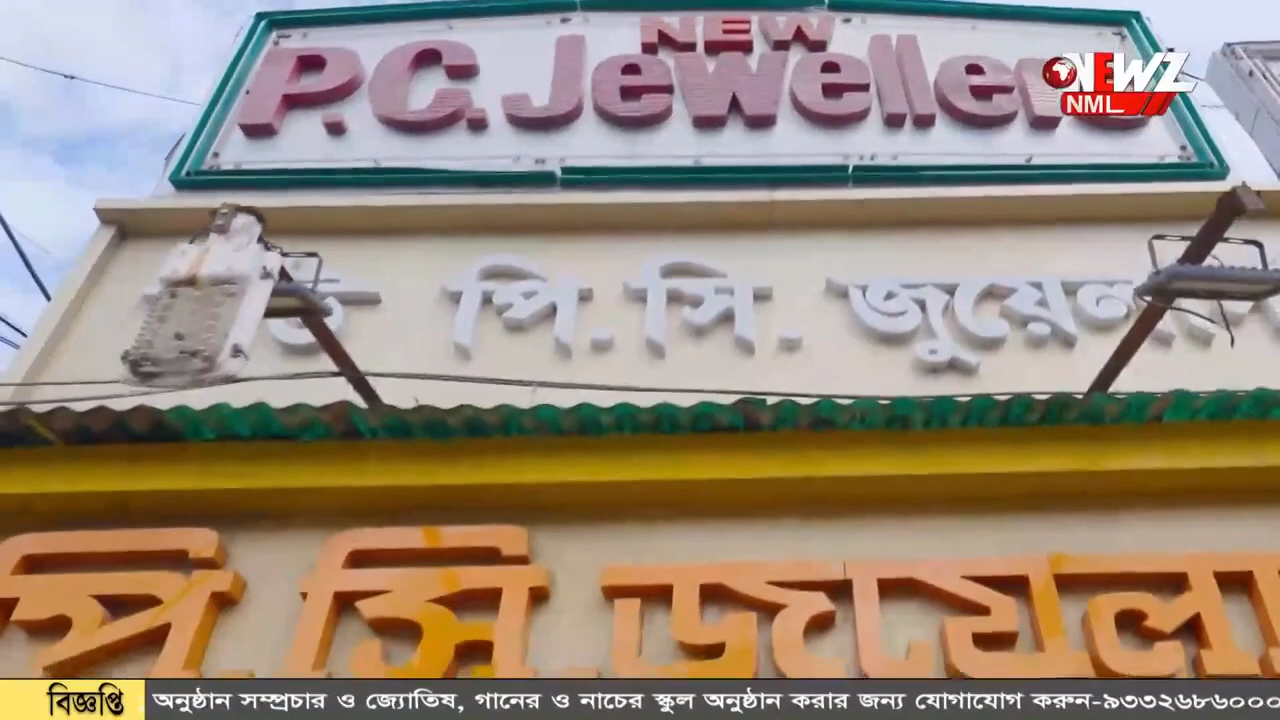 NEW
P.C. Jewellers
NEWZ
NML
পি. সি. জুয়েলার্স
পি. সি. জুয়েলা
বিজ্ঞপ্তি অনুষ্ঠান সম্প্রচার ও জ্যোতিষ, গানের ও নাচের স্কুল অনুষ্ঠান করার জন্য যোগাযোগ করুন-৯৩৩২৬৮৬০০০